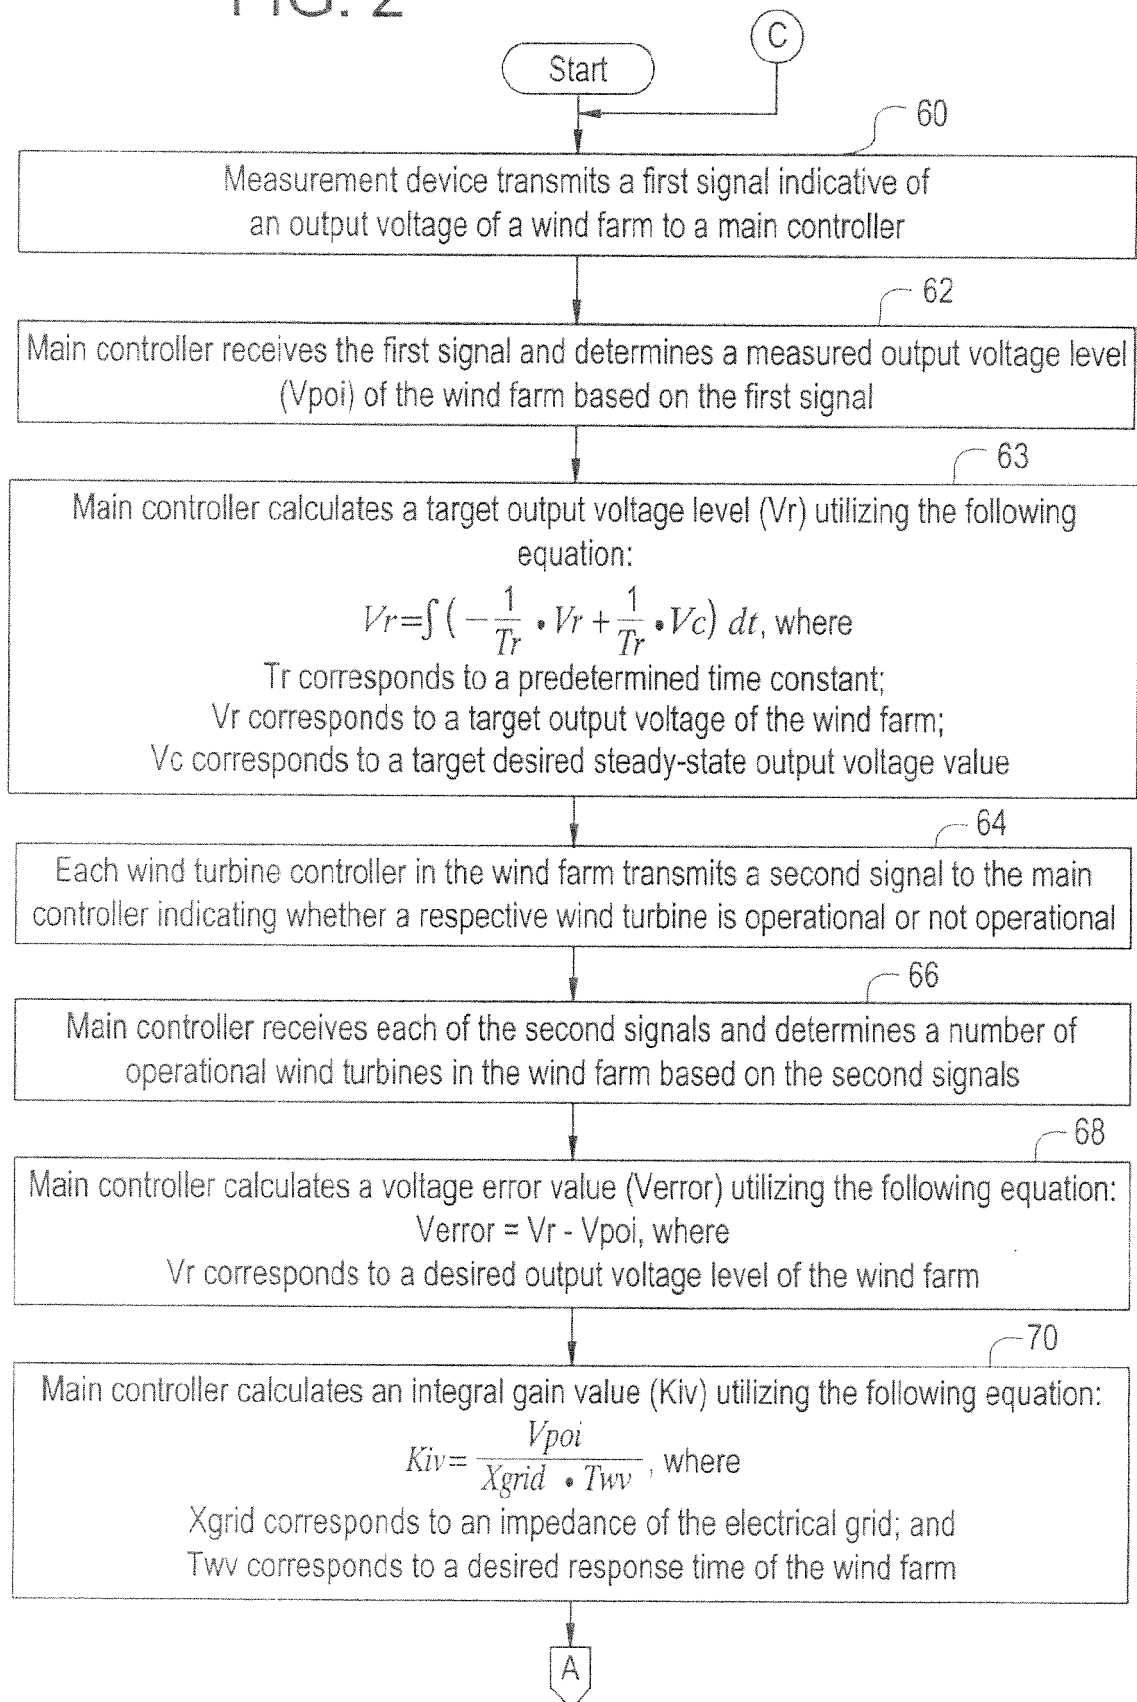 FIG. 2
C
Start
60
Measurement device transmits a first signal indicative of
an output voltage of a wind farm to a main controller
62
Main controller receives the first signal and determines a measured output voltage level
(Vpoi) of the wind farm based on the first signal
63
Main controller calculates a target output voltage level (Vr) utilizing the following
equation:
Vr=∫ (-1/Tr • Vr + 1/Tr • Vc) dt, where
Tr corresponds to a predetermined time constant;
Vr corresponds to a target output voltage of the wind farm;
Vc corresponds to a target desired steady-state output voltage value
64
Each wind turbine controller in the wind farm transmits a second signal to the main
controller indicating whether a respective wind turbine is operational or not operational
66
Main controller receives each of the second signals and determines a number of
operational wind turbines in the wind farm based on the second signals
68
Main controller calculates a voltage error value (Verror) utilizing the following equation:
Verror = Vr - Vpoi, where
Vr corresponds to a desired output voltage level of the wind farm
70
Main controller calculates an integral gain value (Kiv) utilizing the following equation:
Kiv= Vpoi / Xgrid • Twv, where
Xgrid corresponds to an impedance of the electrical grid; and
Twv corresponds to a desired response time of the wind farm
A